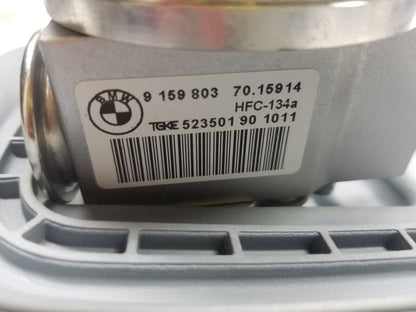 BMW
9 159 803 70.15914
HFC-134a
TGKE 523501 90 1011